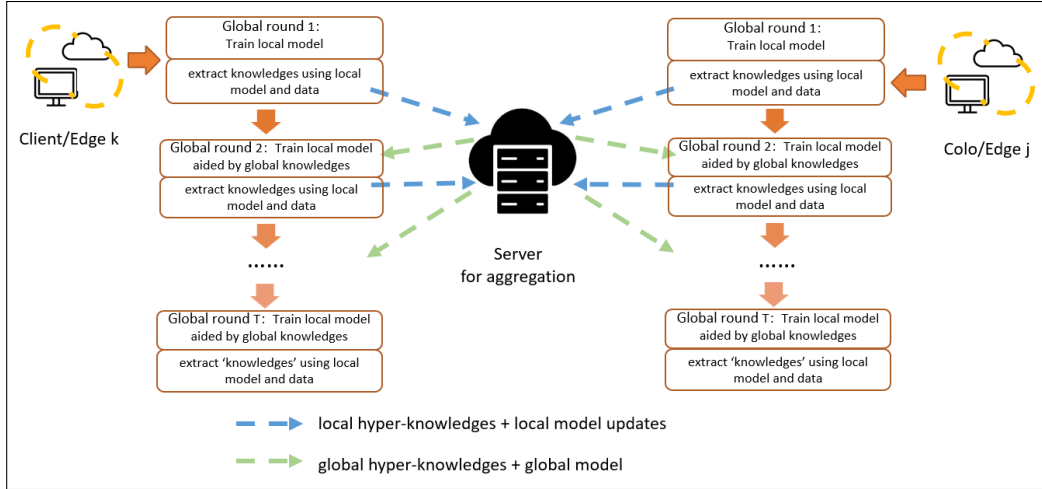 Global round 1:
Train local model
extract knowledges using local
model and data
Client/Edge k
Global round 2: Train local model
aided by global knowledges
extract knowledges using local
model and data
......
Global round T: Train local model
aided by global knowledges
extract ‘knowledges’ using local
model and data
Server
for aggregation
Global round 1:
Train local model
extract knowledges using local
model and data
Colo/Edge j
Global round 2: Train local model
aided by global knowledges
extract knowledges using local
model and data
......
Global round T: Train local model
aided by global knowledges
extract ‘knowledges’ using local
model and data
local hyper-knowledges + local model updates
global hyper-knowledges + global model